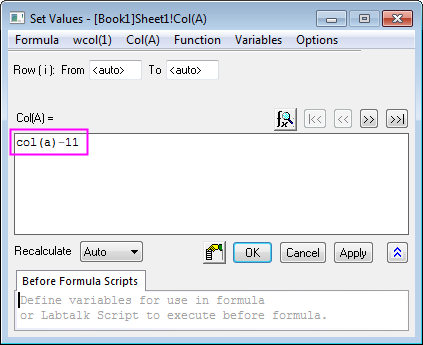 Set Values - [Book1]Sheet1!Col(A)
Formula wcol(1) Col(A) Function Variables Options
Row ( i ): From <auto> To <auto>
Col(A) =
|<< << >> >>|
col(a)-11
Recalculate Auto OK Cancel Apply
Before Formula Scripts
Define variables for use in formula
or Labtalk Script to execute before formula.